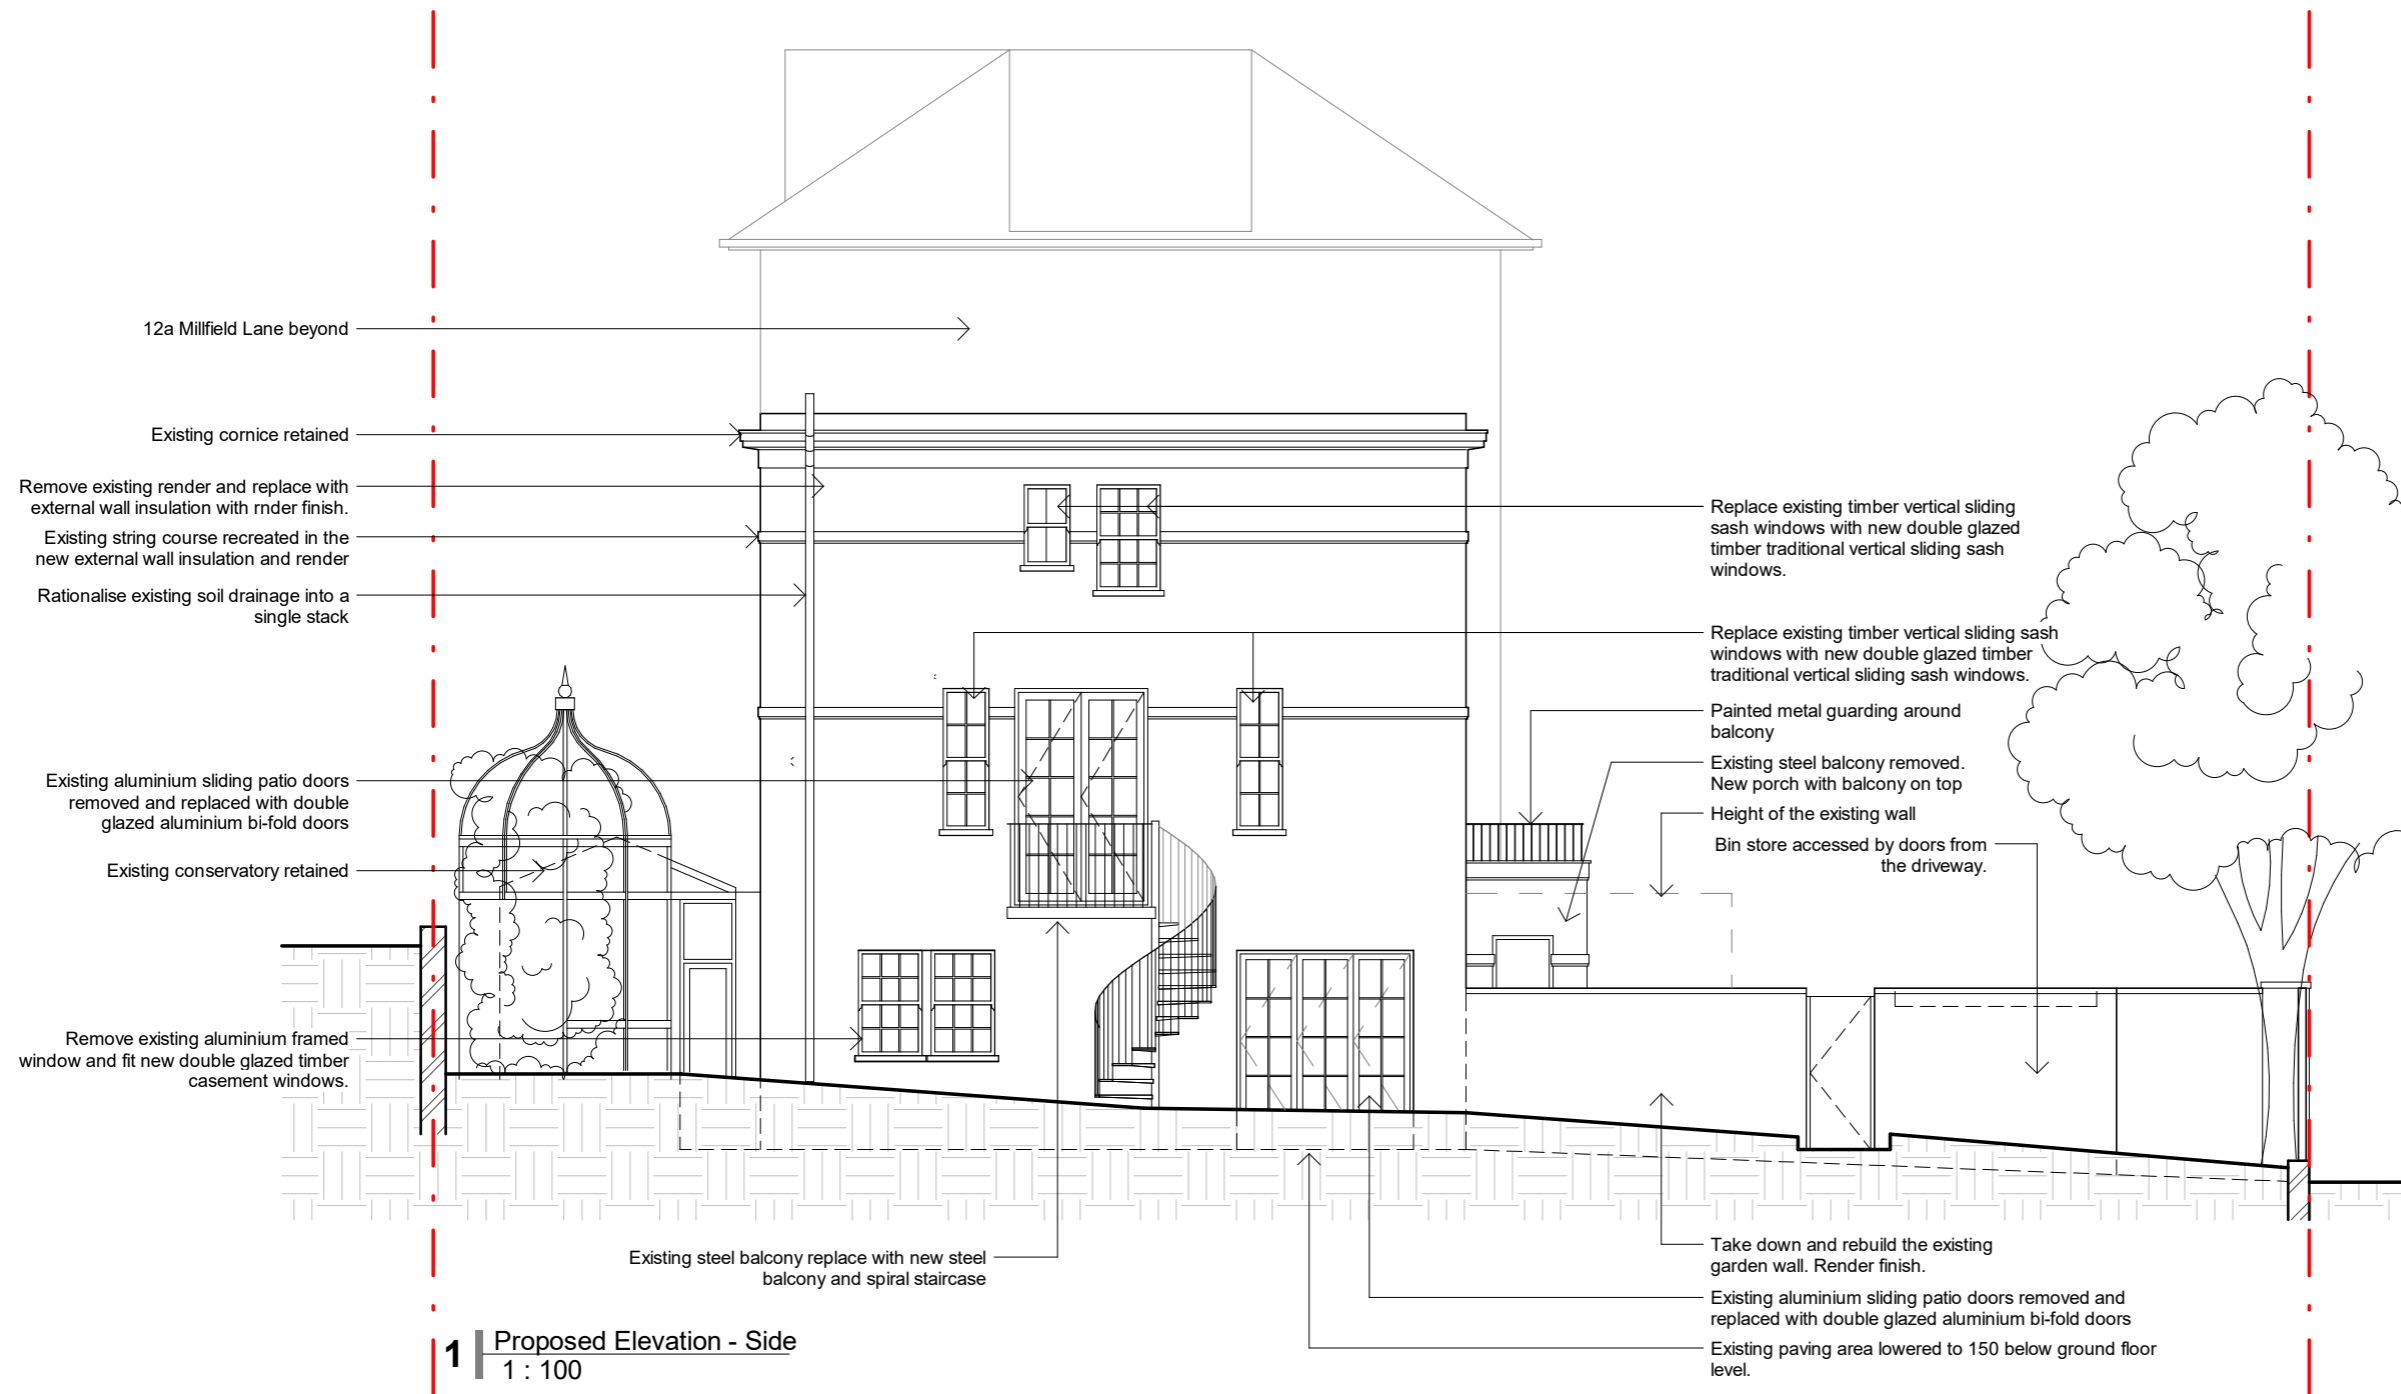 12a Millfield Lane beyond
Existing cornice retained
Remove existing render and replace with
external wall insulation with rnder finish.
Existing string course recreated in the
new external wall insulation and render
Rationalise existing soil drainage into a
single stack
Existing aluminium sliding patio doors
removed and replaced with double
glazed aluminium bi-fold doors
Existing conservatory retained
Remove existing aluminium framed
window and fit new double glazed timber
casement windows.
Replace existing timber vertical sliding
sash windows with new double glazed
timber traditional vertical sliding sash
windows.
Replace existing timber vertical sliding sash
windows with new double glazed timber
traditional vertical sliding sash windows.
Painted metal guarding around
balcony
Existing steel balcony removed.
New porch with balcony on top
Height of the existing wall
Bin store accessed by doors from
the driveway.
Existing steel balcony replace with new steel
balcony and spiral staircase
Take down and rebuild the existing
garden wall. Render finish.
Existing aluminium sliding patio doors removed and
replaced with double glazed aluminium bi-fold doors
Existing paving area lowered to 150 below ground floor
level.
1 Proposed Elevation - Side
1 : 100